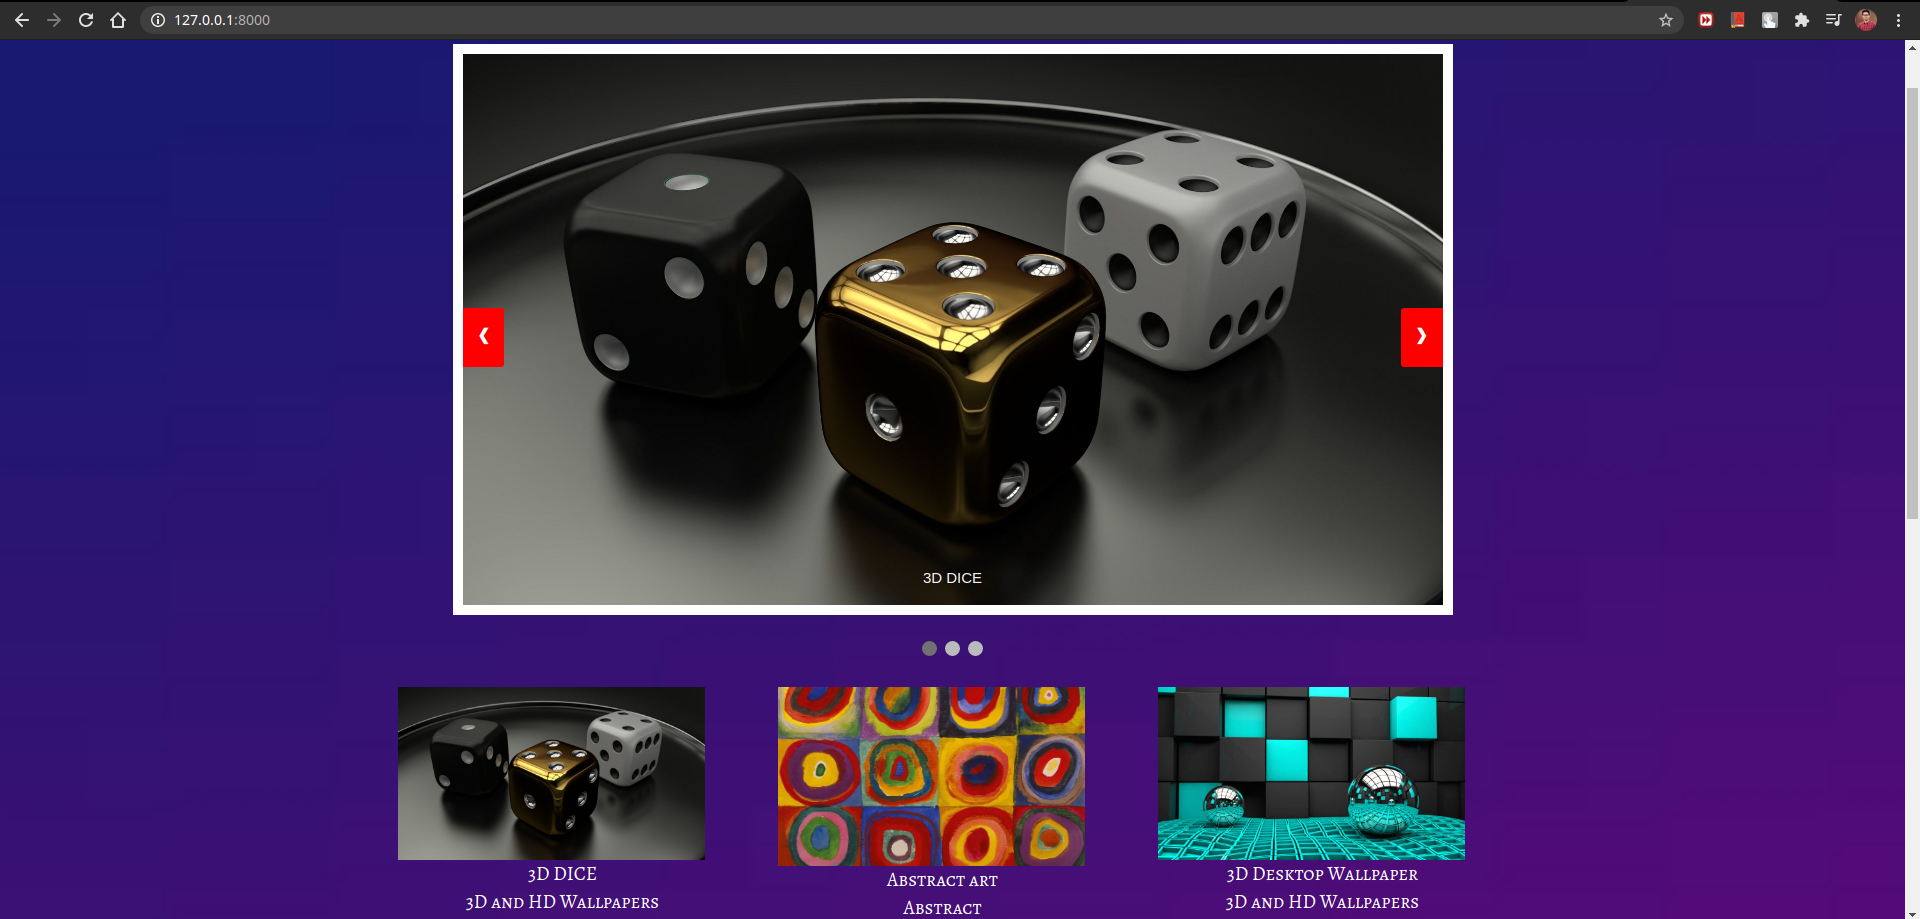 127.0.0.1:8000
❮
❯
3D DICE
3D DICE
3D and HD Wallpapers
Abstract art
Abstract
3D Desktop Wallpaper
3D and HD Wallpapers